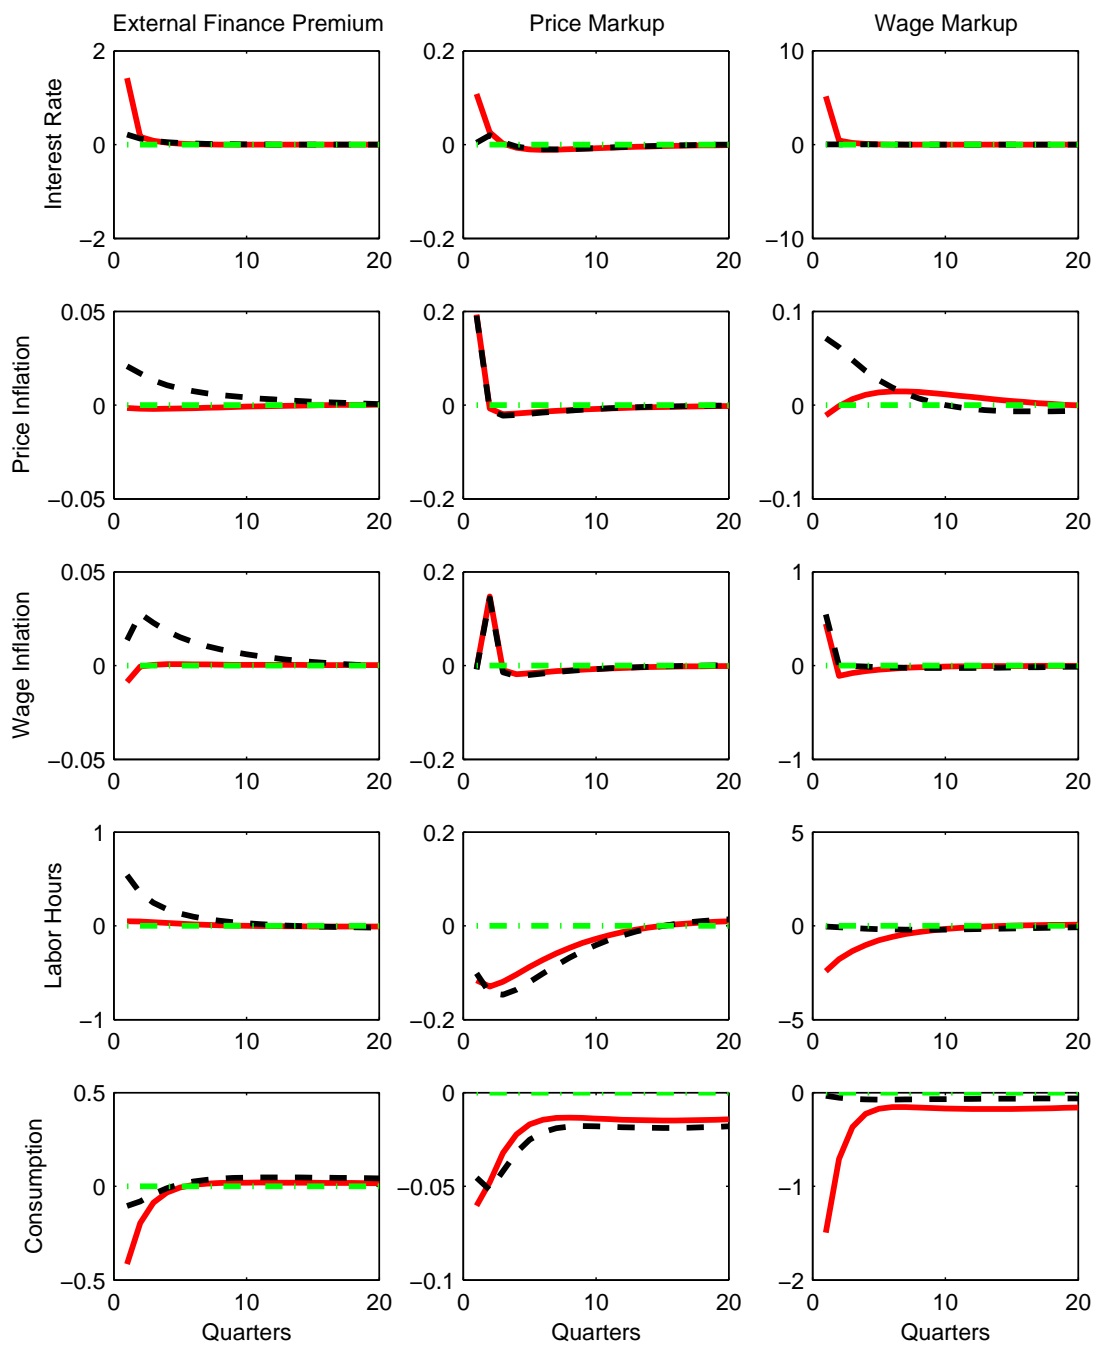 External Finance Premium Price Markup Wage Markup
Interest Rate
2 0.2 10
0 0 0
−2 −0.2 −10
0 10 20 0 10 20 0 10 20
Price Inflation
0.05 0.2 0.1
0 0 0
−0.05 −0.2 −0.1
0 10 20 0 10 20 0 10 20
Wage Inflation
0.05 0.2 1
0 0 0
−0.05 −0.2 −1
0 10 20 0 10 20 0 10 20
Labor Hours
1 0.2 5
0 0 0
−1 −0.2 −5
0 10 20 0 10 20 0 10 20
Consumption
0.5 0 0
0 −0.05 −1
−0.5 −0.1 −2
0 10 20 0 10 20 0 10 20
Quarters Quarters Quarters